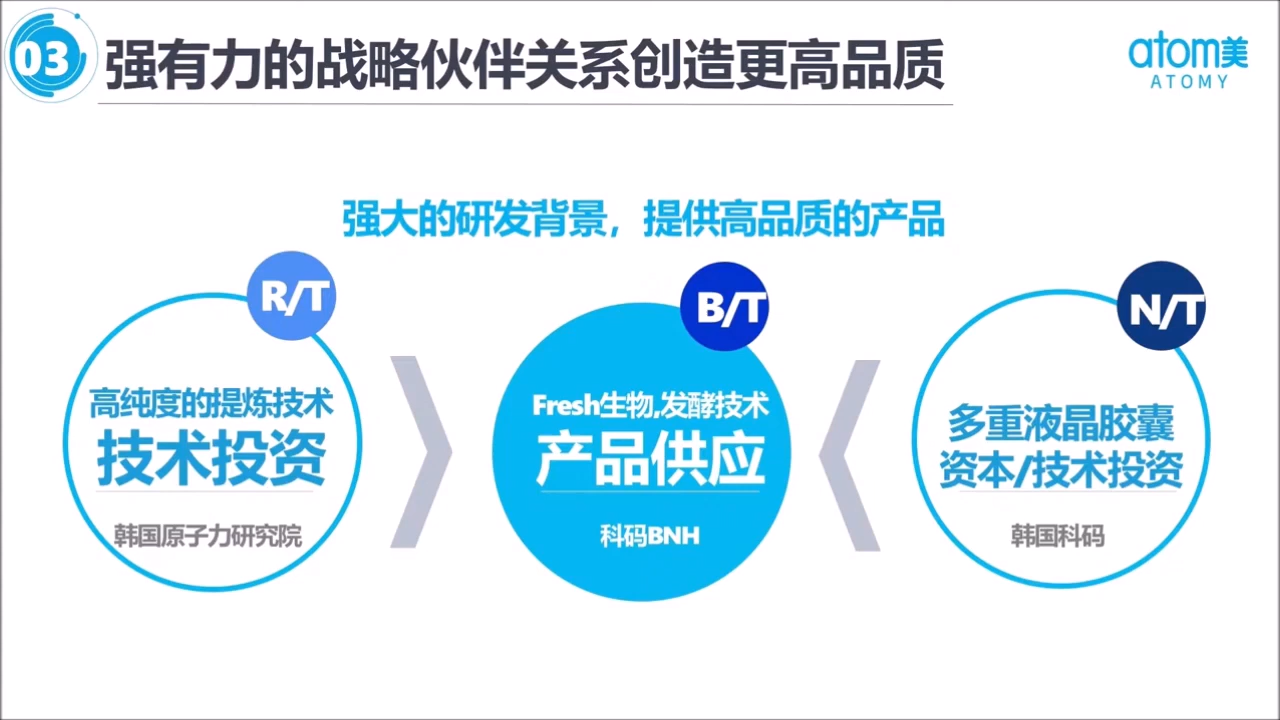 03
强有力的战略伙伴关系创造更高品质
atom美
ATOMY
强大的研发背景，提供高品质的产品
R/T
高纯度的提炼技术
技术投资
韩国原子力研究院
B/T
Fresh生物,发酵技术
产品供应
科码BNH
N/T
多重液晶胶囊
资本/技术投资
韩国科码